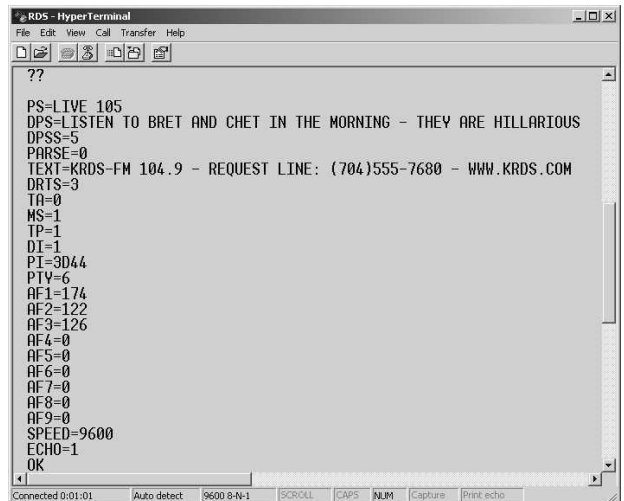 RDS - HyperTerminal
File Edit View Call Transfer Help
??
PS=LIVE 105
DPS=LISTEN TO BRET AND CHET IN THE MORNING - THEY ARE HILLARIOUS
DPSS=5
PARSE=0
TEXT=KRDS-FM 104.9 - REQUEST LINE: (704)555-7680 - WWW.KRDS.COM
DRTS=3
TA=0
MS=1
TP=1
DI=1
PI=3D44
PTY=6
AF1=174
AF2=122
AF3=126
AF4=0
AF5=0
AF6=0
AF7=0
AF8=0
AF9=0
SPEED=9600
ECHO=1
OK
Connected 0:01:01 Auto detect 9600 8-N-1 SCROLL CAPS NUM Capture Print echo